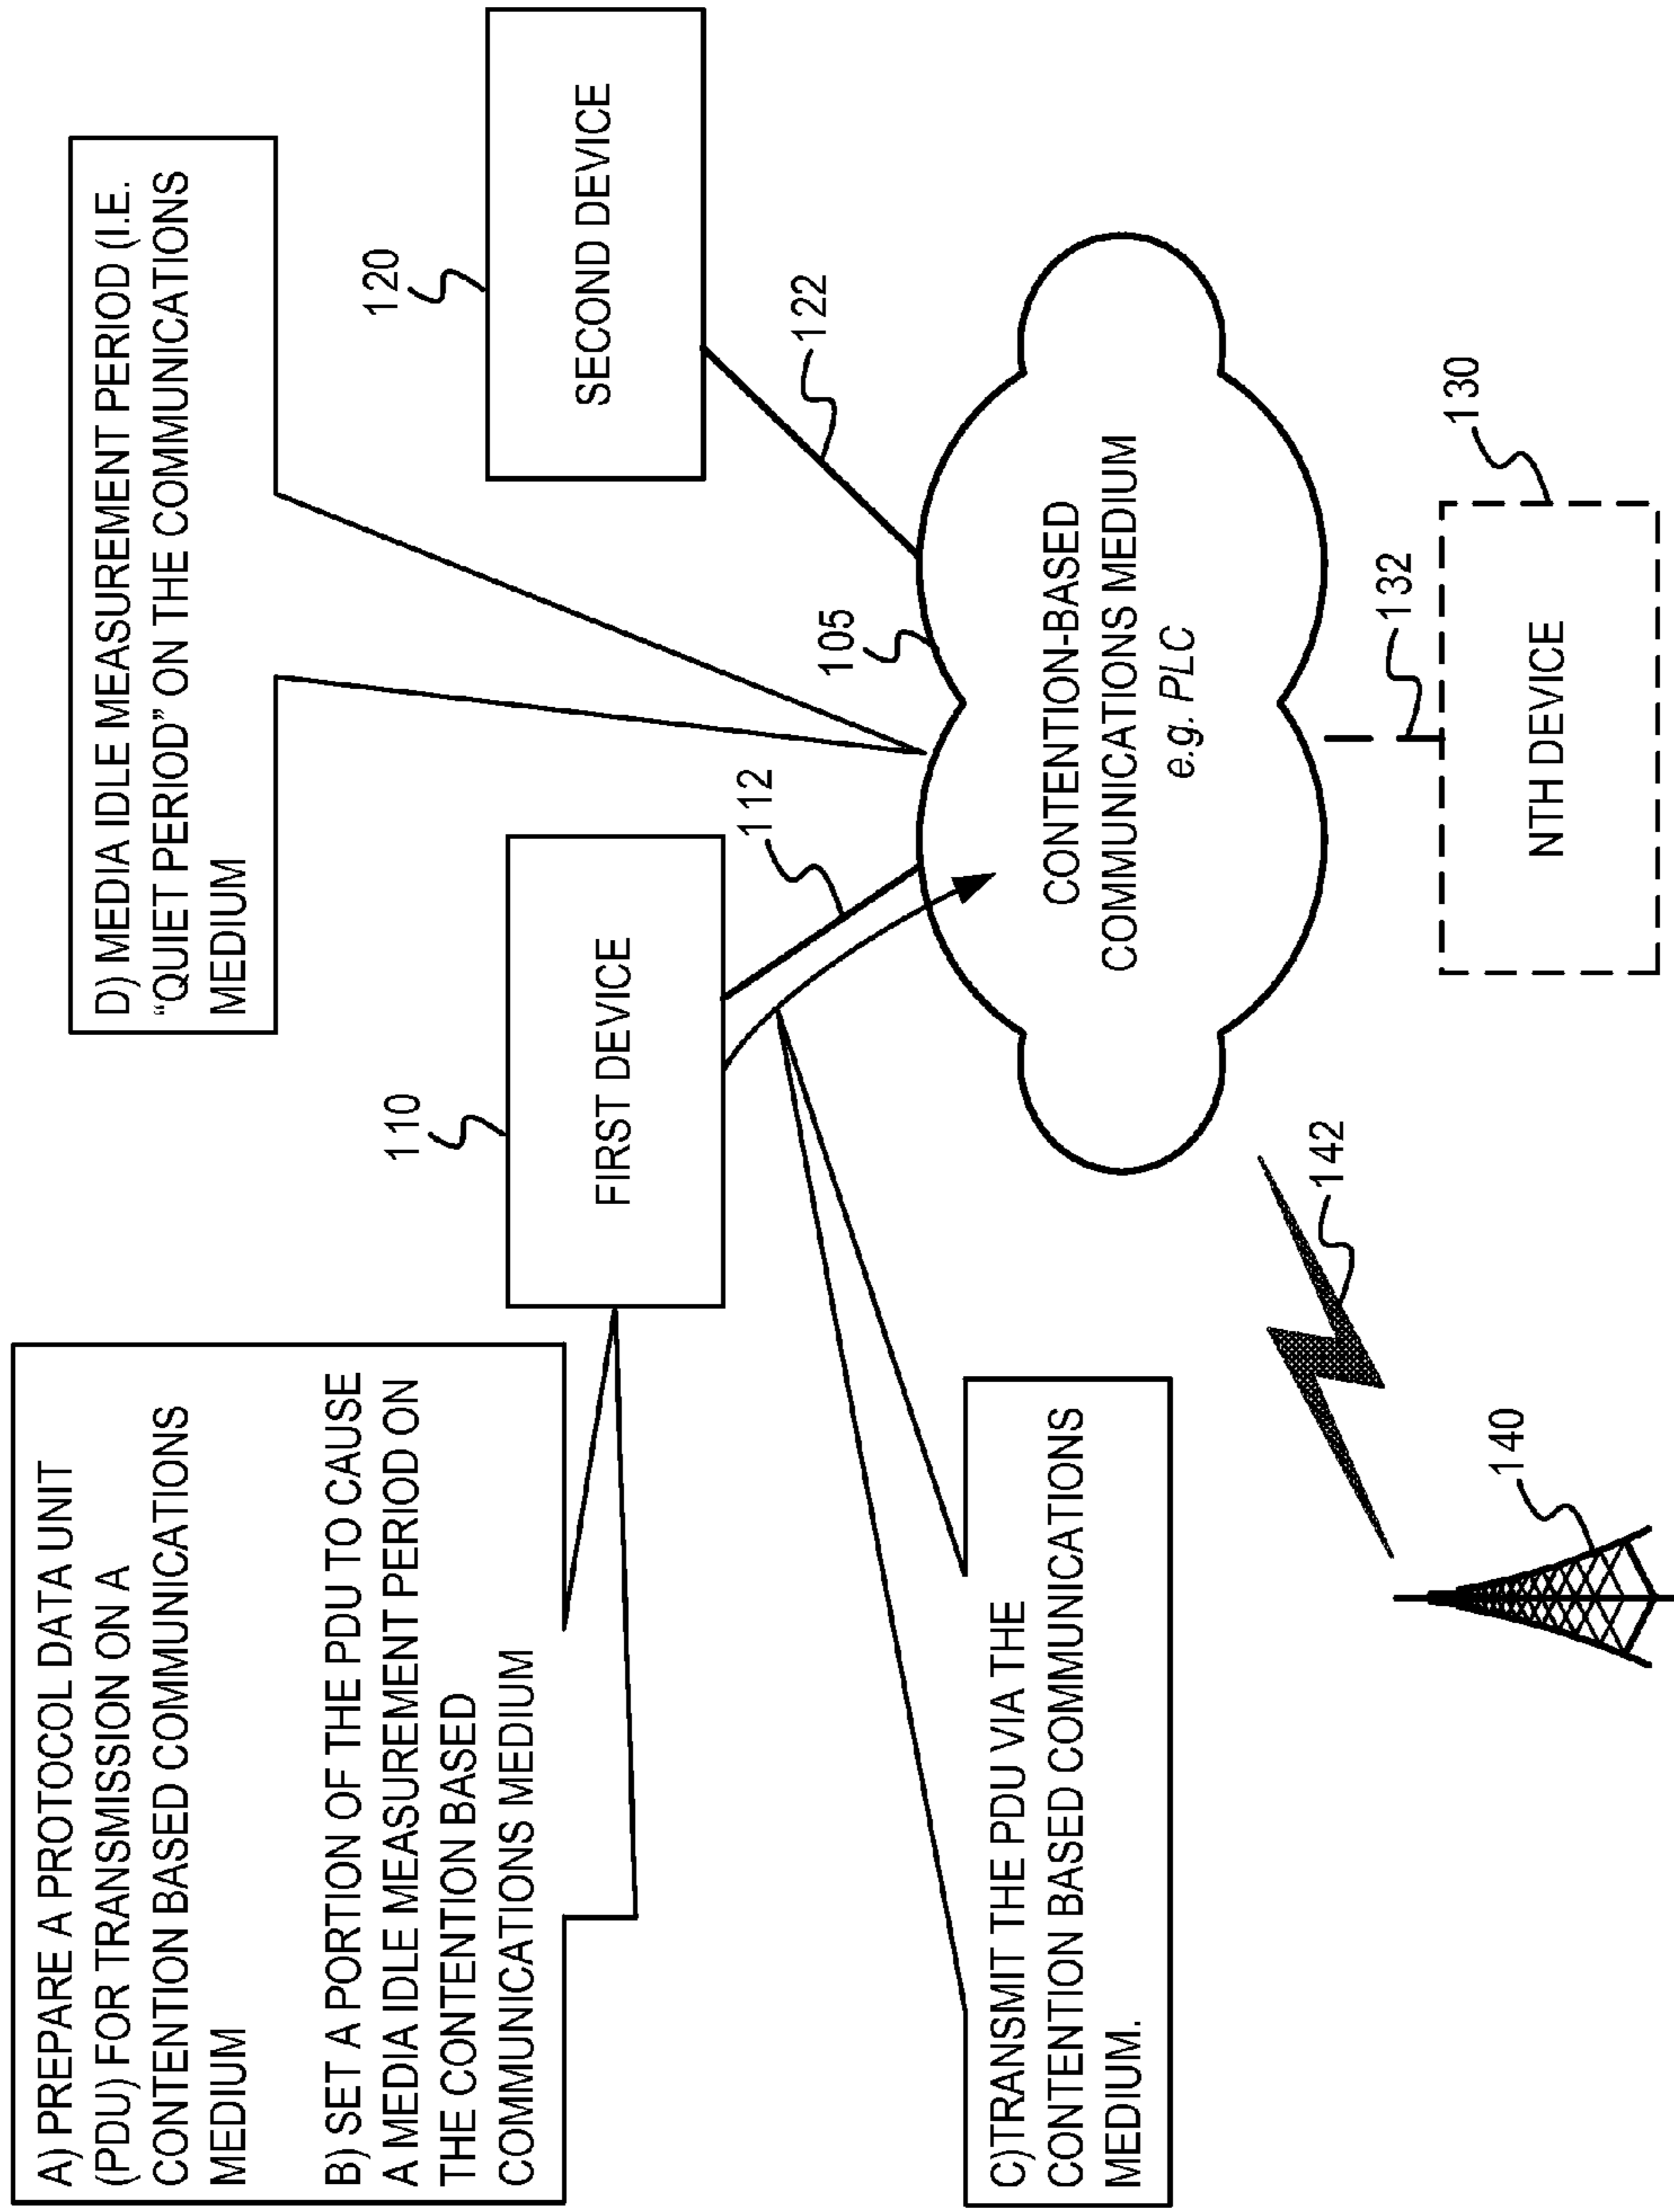 A) PREPARE A PROTOCOL DATA UNIT
(PDU) FOR TRANSMISSION ON A
CONTENTION BASED COMMUNICATIONS
MEDIUM
B) SET A PORTION OF THE PDU TO CAUSE
A MEDIA IDLE MEASUREMENT PERIOD ON
THE CONTENTION BASED
COMMUNICATIONS MEDIUM
D) MEDIA IDLE MEASUREMENT PERIOD (I.E.
“QUIET PERIOD” ON THE COMMUNICATIONS
MEDIUM
110
FIRST DEVICE
120
SECOND DEVICE
112
122
105
C)TRANSMIT THE PDU VIA THE
CONTENTION BASED COMMUNICATIONS
MEDIUM.
CONTENTION-BASED
COMMUNICATIONS MEDIUM
e.g. PLC
142
132
130
140
NTH DEVICE